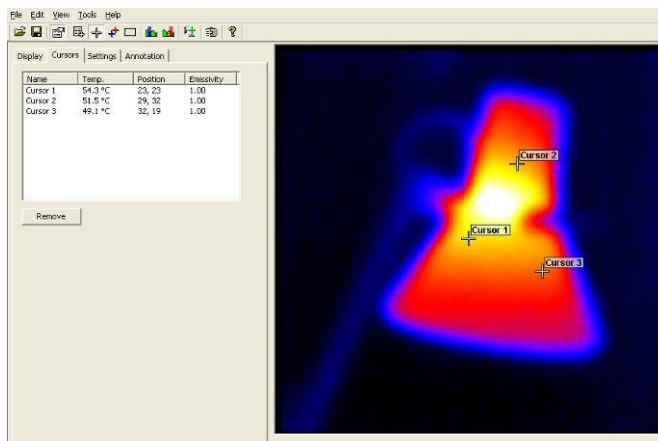 File Edit View Tools Help
Display Cursors Settings Annotation
Name Temp. Position Emissivity
Cursor 1 54.3 °C 23, 23 1.00
Cursor 2 51.5 °C 29, 32 1.00
Cursor 3 49.1 °C 32, 19 1.00
Remove
Cursor 2
Cursor 1
Cursor 3